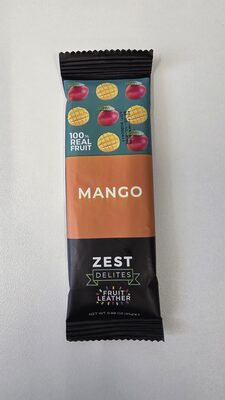 100%
REAL
FRUIT
MANGO
ZEST
DELITES
FRUIT
LEATHER